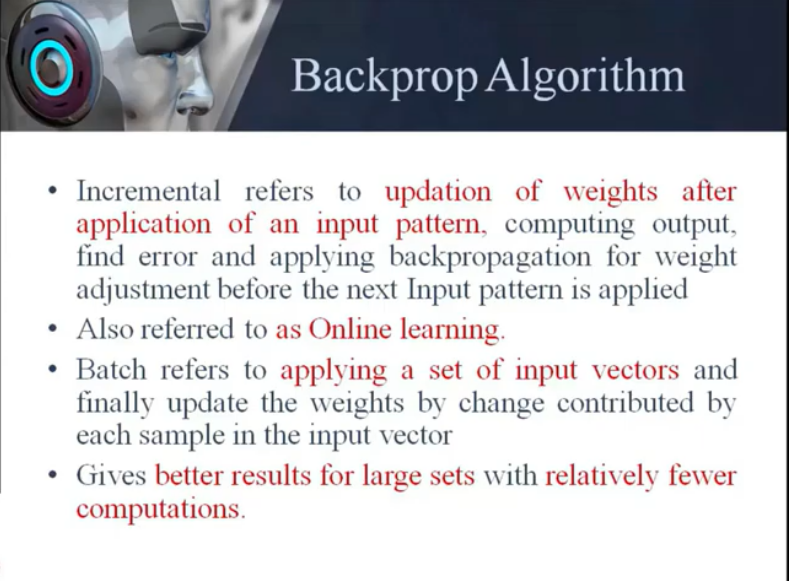 Backprop Algorithm
• Incremental refers to updation of weights after
application of an input pattern, computing output,
find error and applying backpropagation for weight
adjustment before the next Input pattern is applied
• Also referred to as Online learning.
• Batch refers to applying a set of input vectors and
finally update the weights by change contributed by
each sample in the input vector
• Gives better results for large sets with relatively fewer
computations.